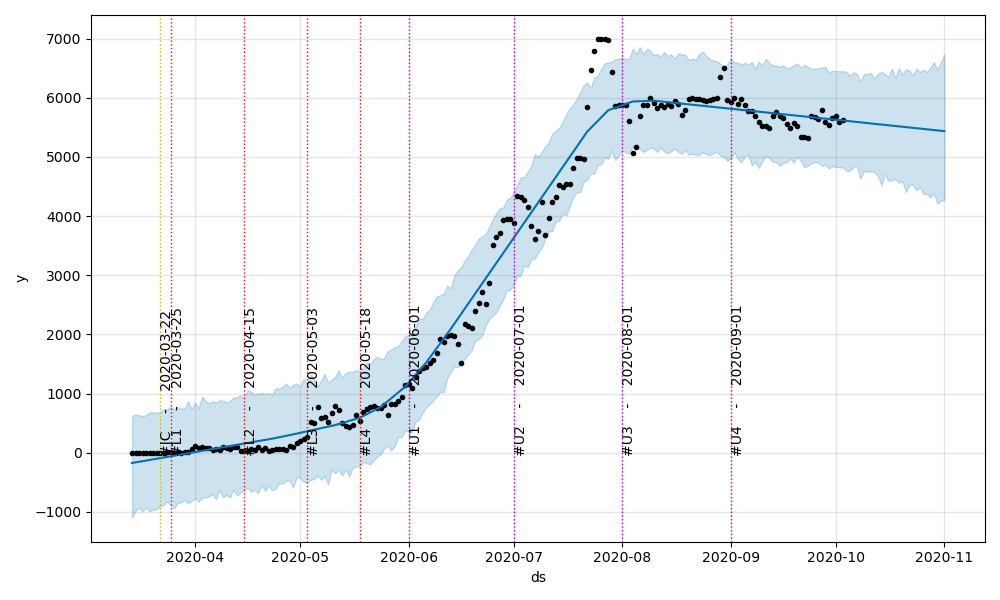 7000
6000
5000
4000
3000
2000
1000
0
−1000
y
#JC - 2020-03-22
#L1 - 2020-03-25
#L2 - 2020-04-15
#L3 - 2020-05-03
#L4 - 2020-05-18
#U1 - 2020-06-01
#U2 - 2020-07-01
#U3 - 2020-08-01
#U4 - 2020-09-01
2020-04 2020-05 2020-06 2020-07 2020-08 2020-09 2020-10 2020-11
ds